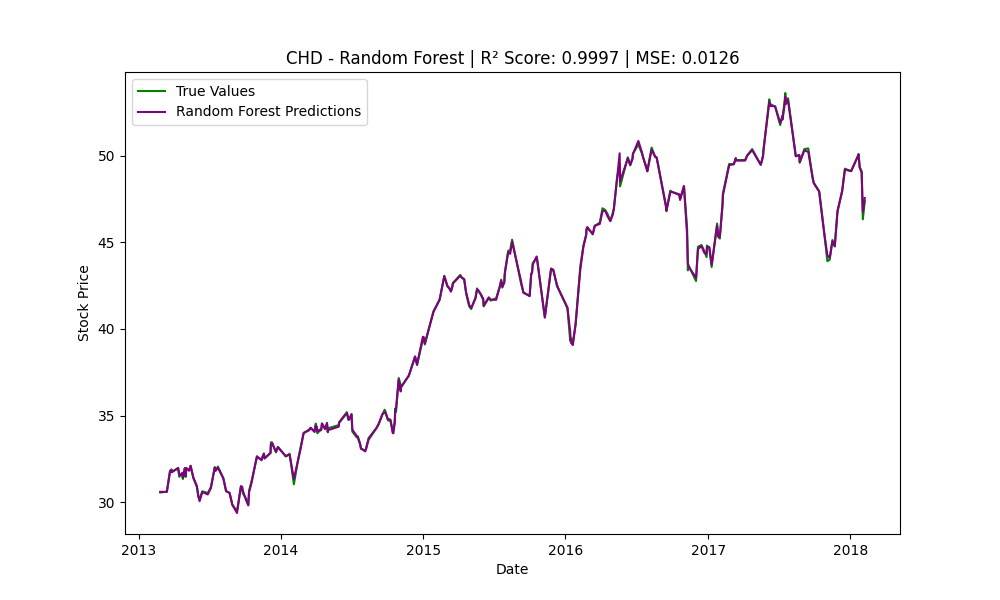 CHD - Random Forest | R² Score: 0.9997 | MSE: 0.0126
True Values
Random Forest Predictions
Stock Price
50
45
40
35
30
2013 2014 2015 2016 2017 2018
Date